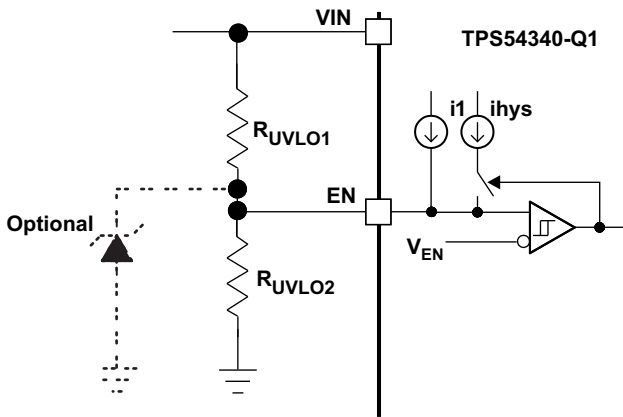 VIN
TPS54340-Q1
i1 ihys
RUVLO1
EN
Optional
VEN
RUVLO2